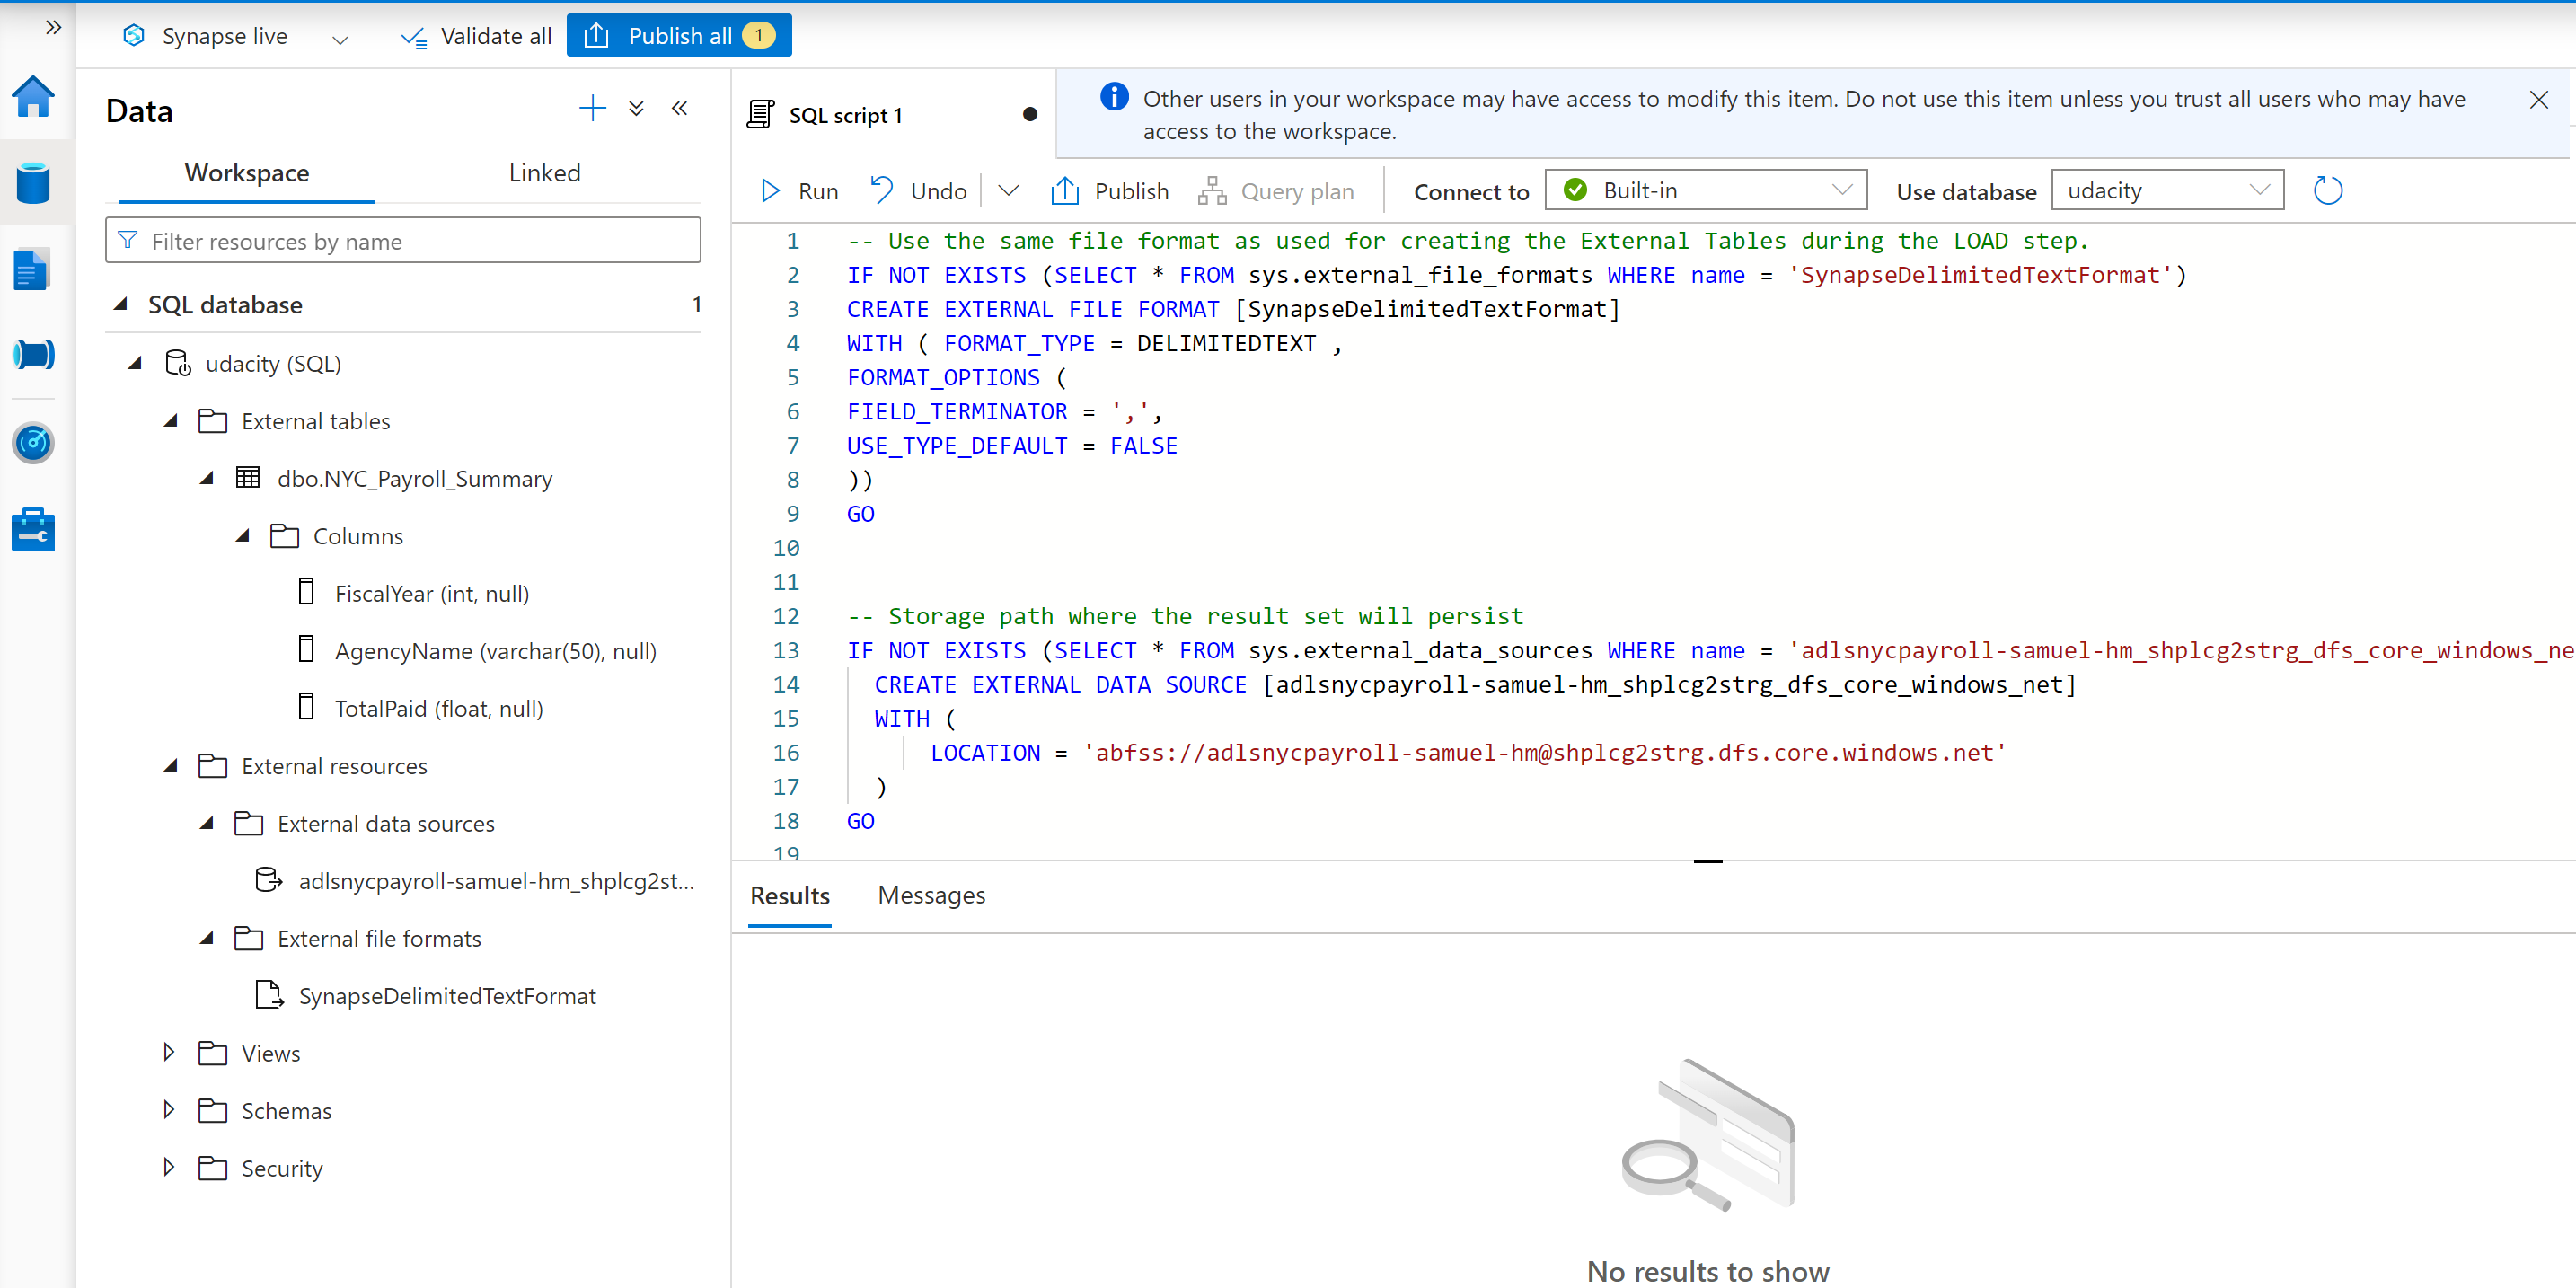 Synapse live
Validate all
Publish all 1
Data
Workspace
Linked
Filter resources by name
SQL database 1
udacity (SQL)
External tables
dbo.NYC_Payroll_Summary
Columns
FiscalYear (int, null)
AgencyName (varchar(50), null)
TotalPaid (float, null)
External resources
External data sources
adlsnycpayroll-samuel-hm_shplcg2st...
External file formats
SynapseDelimitedTextFormat
Views
Schemas
Security
SQL script 1
Other users in your workspace may have access to modify this item. Do not use this item unless you trust all users who may have
access to the workspace.
Run
Undo
Publish
Query plan
Connect to
Built-in
Use database
udacity
1 -- Use the same file format as used for creating the External Tables during the LOAD step.
2 IF NOT EXISTS (SELECT * FROM sys.external_file_formats WHERE name = 'SynapseDelimitedTextFormat')
3 CREATE EXTERNAL FILE FORMAT [SynapseDelimitedTextFormat]
4 WITH ( FORMAT_TYPE = DELIMITEDTEXT ,
5 FORMAT_OPTIONS (
6 FIELD_TERMINATOR = ',',
7 USE_TYPE_DEFAULT = FALSE
8 ))
9 GO
10
11
12 -- Storage path where the result set will persist
13 IF NOT EXISTS (SELECT * FROM sys.external_data_sources WHERE name = 'adlsnycpayroll-samuel-hm_shplcg2strg_dfs_core_windows_ne
14 CREATE EXTERNAL DATA SOURCE [adlsnycpayroll-samuel-hm_shplcg2strg_dfs_core_windows_net]
15 WITH (
16 LOCATION = 'abfss://adlsnycpayroll-samuel-hm@shplcg2strg.dfs.core.windows.net'
17 )
18 GO
19
Results
Messages
No results to show